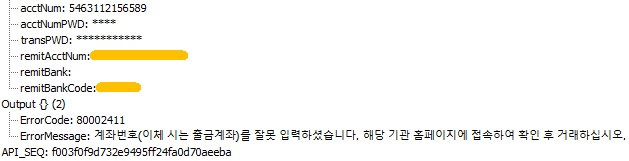 acctNum: 5463112156589
acctNumPWD: ****
transPWD: ***********
remitAcctNum:
remitBank:
remitBankCode:
Output {} (2)
ErrorCode: 80002411
ErrorMessage: 계좌번호(이체 시는 출금계좌)를 잘못 입력하셨습니다. 해당 기관 홈페이지에 접속하여 확인 후 거래하십시오.
API_SEQ: f003f0f9d732e9495ff24fa0d70aeeba